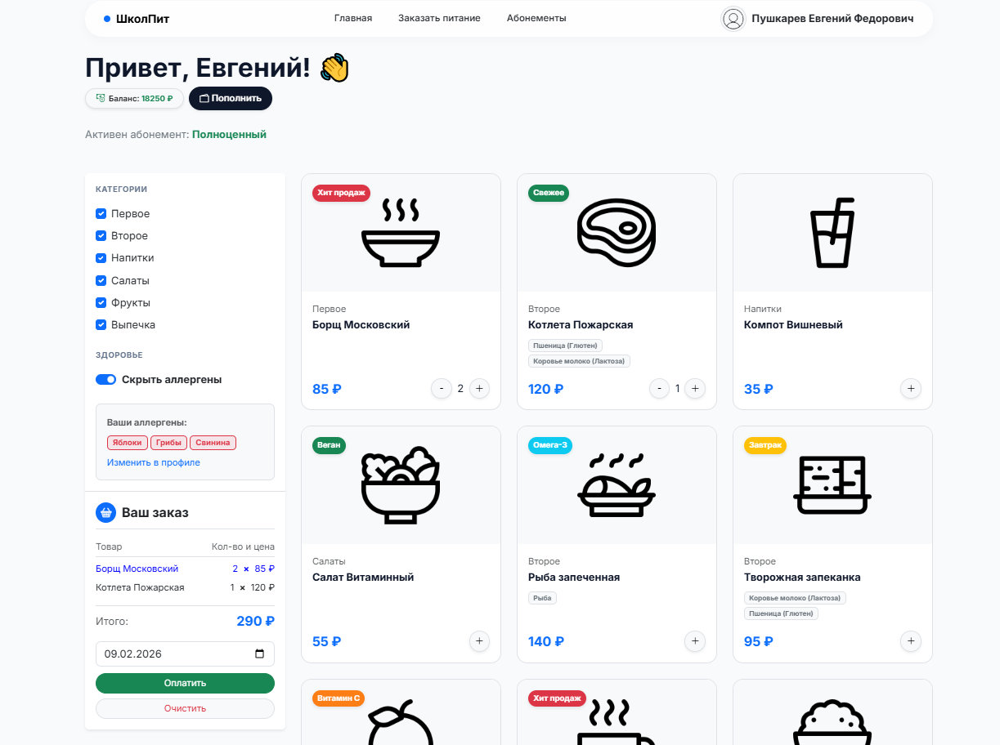 ШколПит
Главная
Заказать питание
Абонементы
Пушкарев Евгений Федорович
Привет, Евгений! 👋
Баланс: 18250 ₽
Пополнить
Активен абонемент: Полноценный
КАТЕГОРИИ
Первое
Второе
Напитки
Салаты
Фрукты
Выпечка
ЗДОРОВЬЕ
Скрыть аллергены
Ваши аллергены:
Яблоки Грибы Свинина
Изменить в профиле
Ваш заказ
Товар Кол-во и цена
Борщ Московский 2 × 85 ₽
Котлета Пожарская 1 × 120 ₽
Итого: 290 ₽
09.02.2026
Оплатить
Очистить
Хит продаж
Первое
Борщ Московский
85 ₽ - 2 +
Свежее
Второе
Котлета Пожарская
Пшеница (Глютен)
Коровье молоко (Лактоза)
120 ₽ - 1 +
Напитки
Компот Вишневый
35 ₽ +
Веган
Салаты
Салат Витаминный
55 ₽ +
Омега-3
Второе
Рыба запеченная
Рыба
140 ₽ +
Завтрак
Второе
Творожная запеканка
Коровье молоко (Лактоза)
Пшеница (Глютен)
95 ₽ +
Витамин C
Хит продаж